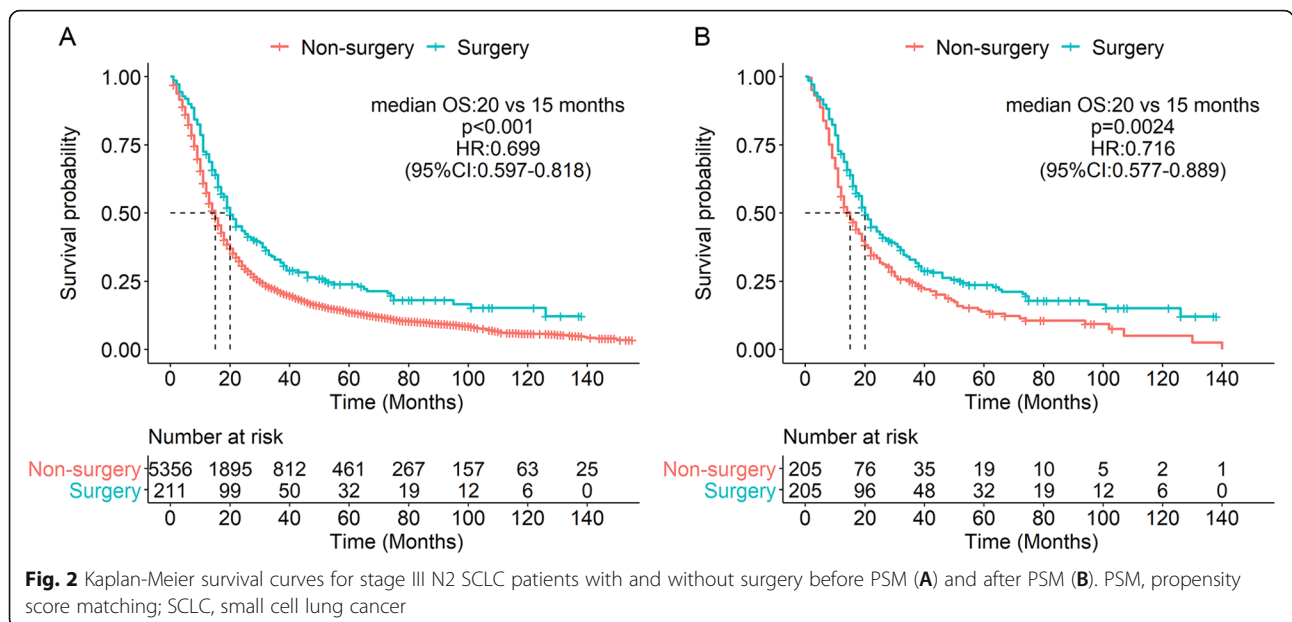 A
Non-surgery Surgery
1.00
0.75
0.50
0.25
0.00
Survival probability
median OS:20 vs 15 months
p<0.001
HR:0.699
(95%CI:0.597-0.818)
0 20 40 60 80 100 120 140
Time (Months)
Number at risk
Non-surgery 5356 1895 812 461 267 157 63 25
Surgery 211 99 50 32 19 12 6 0
0 20 40 60 80 100 120 140
Time (Months)
B
Non-surgery Surgery
1.00
0.75
0.50
0.25
0.00
Survival probability
median OS:20 vs 15 months
p=0.0024
HR:0.716
(95%CI:0.577-0.889)
0 20 40 60 80 100 120 140
Time (Months)
Number at risk
Non-surgery 205 76 35 19 10 5 2 1
Surgery 205 96 48 32 19 12 6 0
0 20 40 60 80 100 120 140
Time (Months)
Fig. 2 Kaplan-Meier survival curves for stage III N2 SCLC patients with and without surgery before PSM (A) and after PSM (B). PSM, propensity
score matching; SCLC, small cell lung cancer